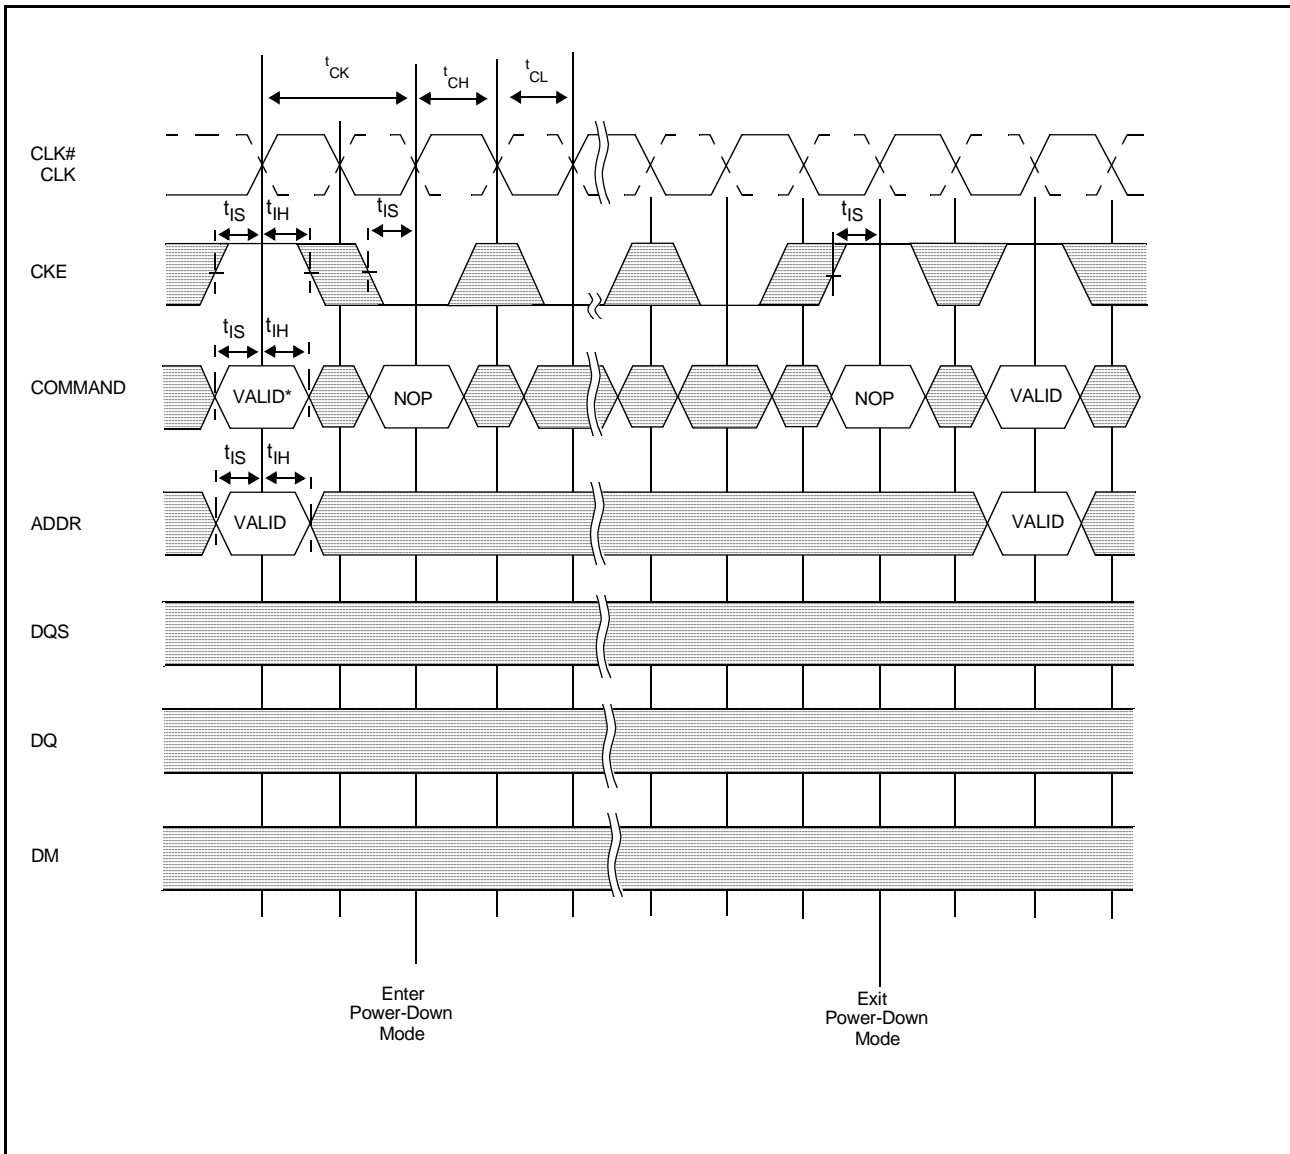 tCK
tCH
tCL
CLK#
CLK
tIS
tIH
tIS
tIS
CKE
tIS
tIH
COMMAND
VALID*
NOP
NOP
VALID
tIS
tIH
ADDR
VALID
VALID
DQS
DQ
DM
Enter
Power-Down
Mode
Exit
Power-Down
Mode